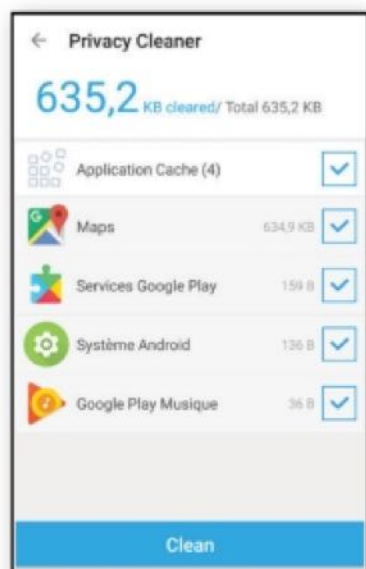 ← Privacy Cleaner
635,2 KB cleared/ Total 635,2 KB
Application Cache (4)
Maps 634,9 KB
Services Google Play 159 B
Système Android 136 B
Google Play Musique 36 B
Clean